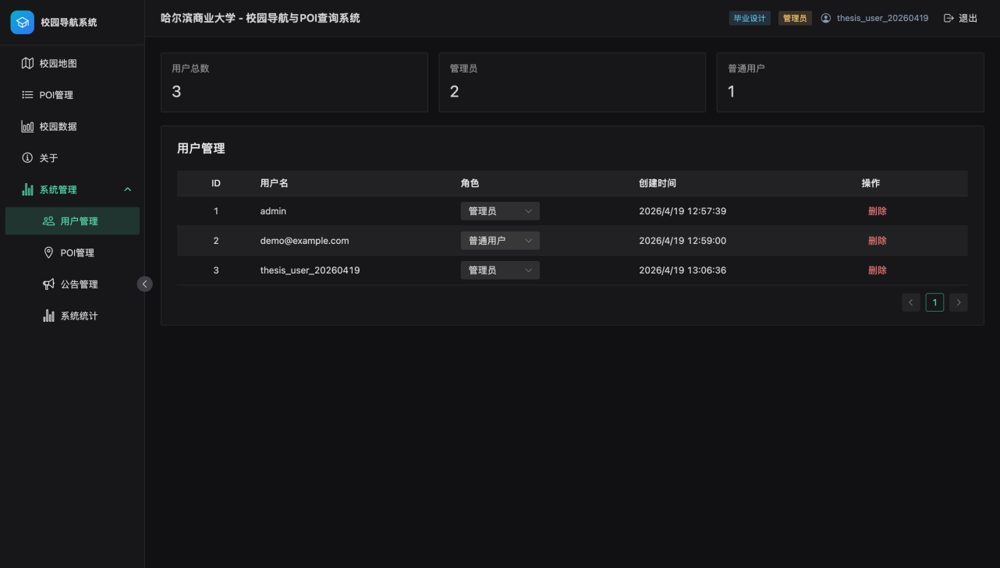 校园导航系统
哈尔滨商业大学 - 校园导航与POI查询系统
毕业设计 管理员 thesis_user_20260419 退出
校园地图
POI管理
校园数据
关于
系统管理
用户管理
POI管理
公告管理
系统统计
用户总数
3
管理员
2
普通用户
1
用户管理
ID 用户名 角色 创建时间 操作
1 admin 管理员 2026/4/19 12:57:39 删除
2 demo@example.com 普通用户 2026/4/19 12:59:00 删除
3 thesis_user_20260419 管理员 2026/4/19 13:06:36 删除
1